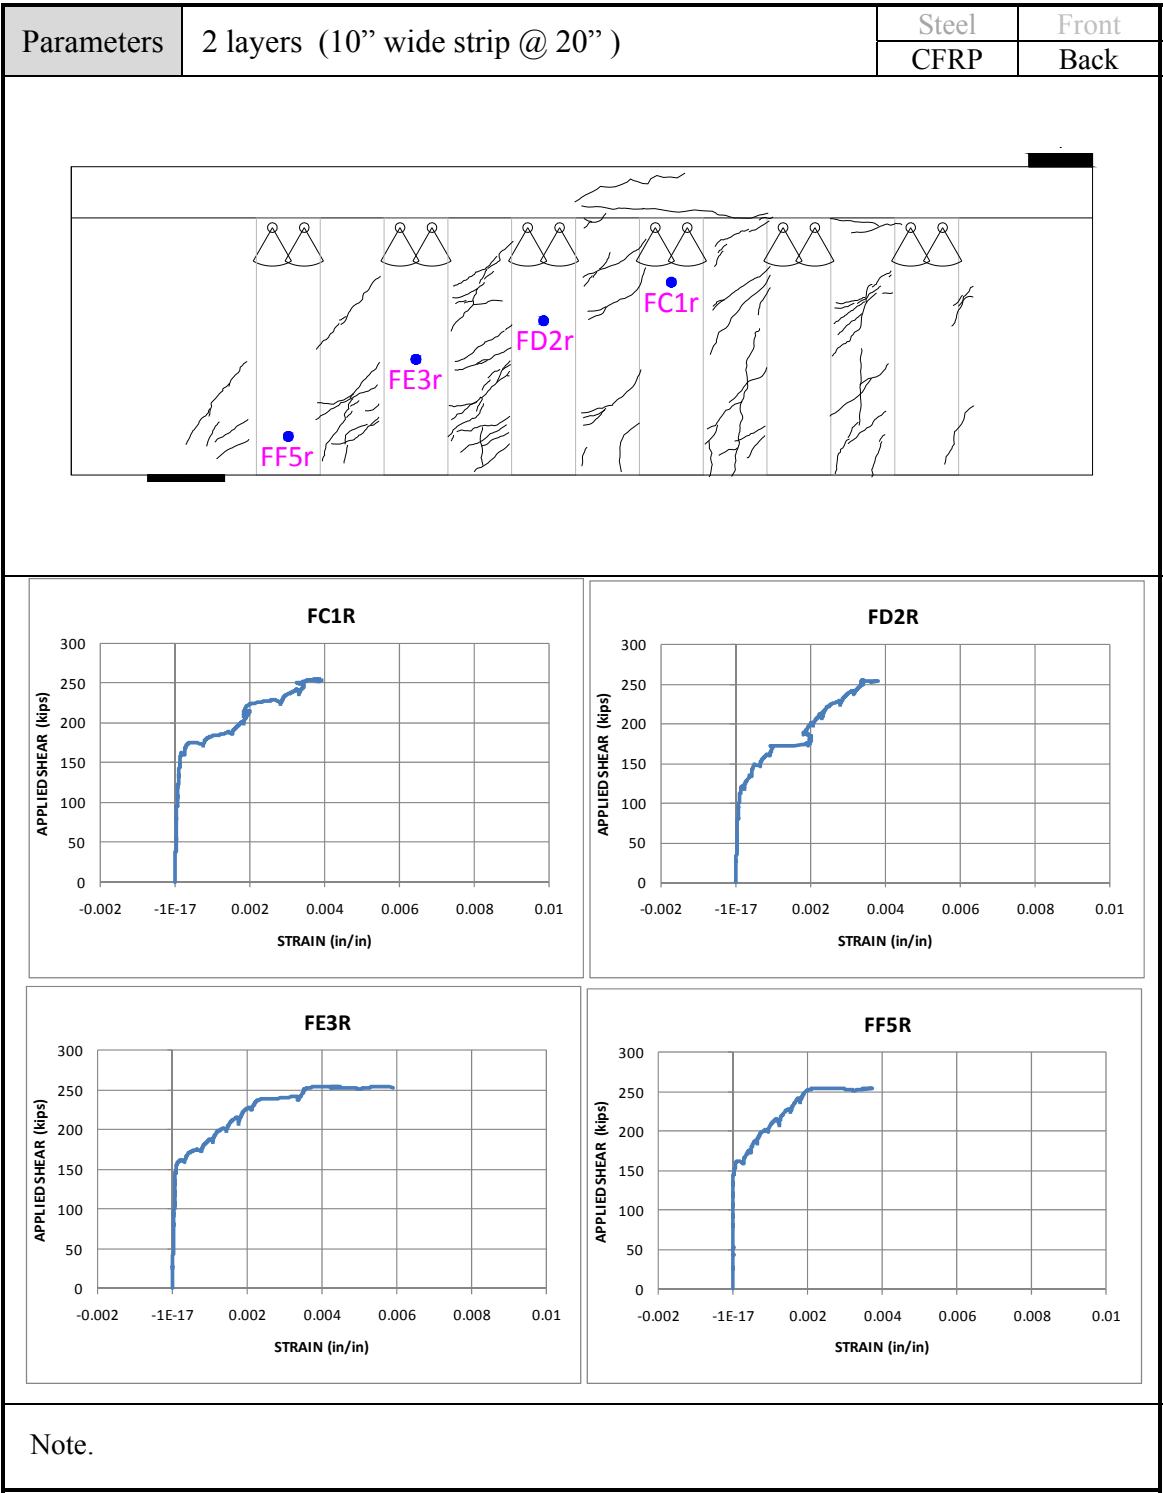 Parameters 2 layers (10” wide strip @ 20” ) Steel Front
CFRP Back
FC1r
FD2r
FE3r
FF5r
FC1R
300
250
200
150
100
50
0
-0.002 -1E-17 0.002 0.004 0.006 0.008 0.01
APPLIED SHEAR (kips)
STRAIN (in/in)
FD2R
300
250
200
150
100
50
0
-0.002 -1E-17 0.002 0.004 0.006 0.008 0.01
APPLIED SHEAR (kips)
STRAIN (in/in)
FE3R
300
250
200
150
100
50
0
-0.002 -1E-17 0.002 0.004 0.006 0.008 0.01
APPLIED SHEAR (kips)
STRAIN (in/in)
FF5R
300
250
200
150
100
50
0
-0.002 -1E-17 0.002 0.004 0.006 0.008 0.01
APPLIED SHEAR (kips)
STRAIN (in/in)
Note.